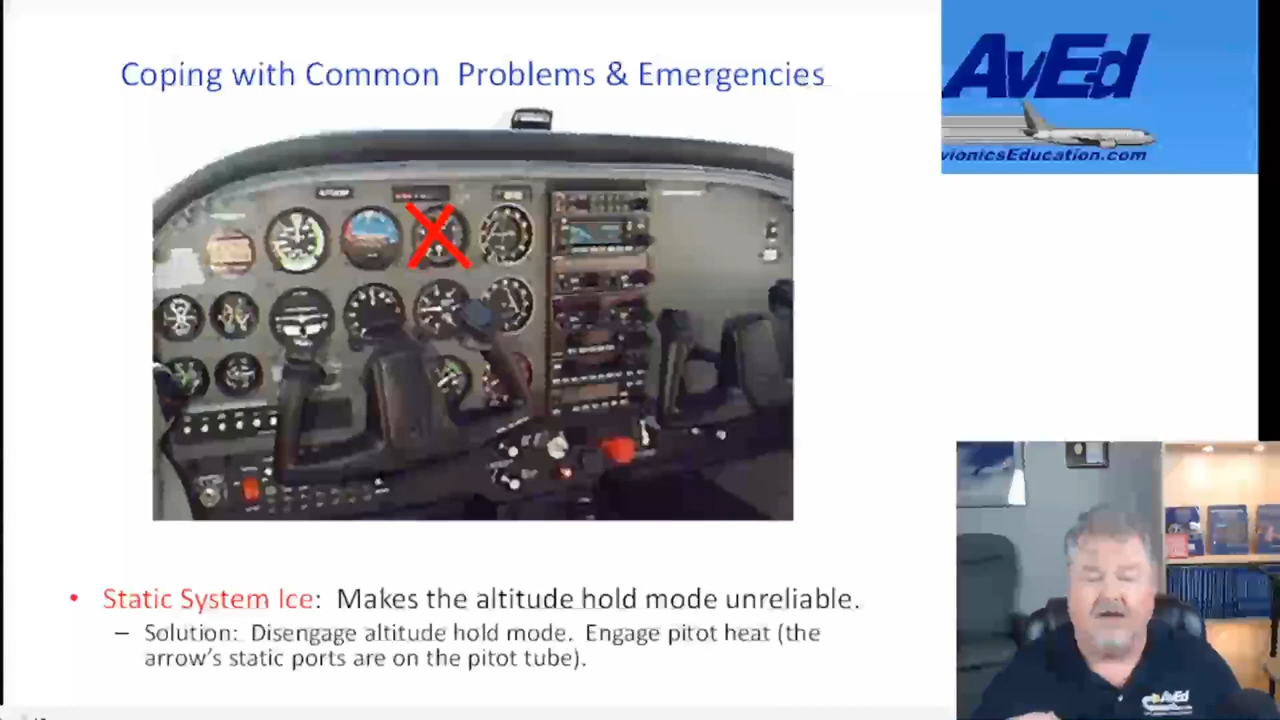 Coping with Common Problems & Emergencies
AvEd
vionicsEducation.com
• Static System Ice: Makes the altitude hold mode unreliable.
– Solution: Disengage altitude hold mode. Engage pitot heat (the
arrow's static ports are on the pitot tube).
AvEd